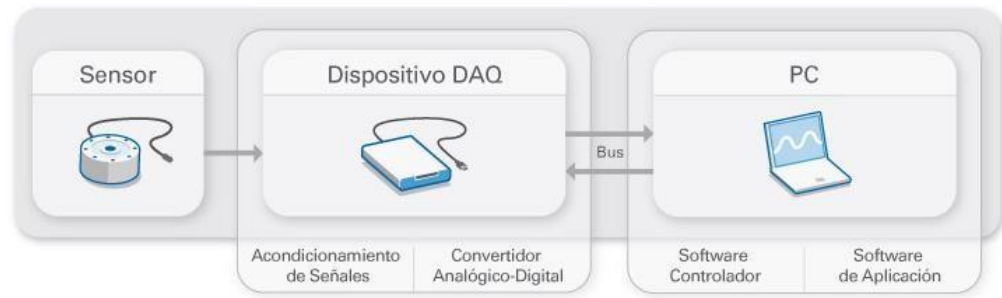 Sensor
Dispositivo DAQ
PC
Bus
Acondicionamiento
de Señales
Convertidor
Analógico-Digital
Software
Controlador
Software
de Aplicación